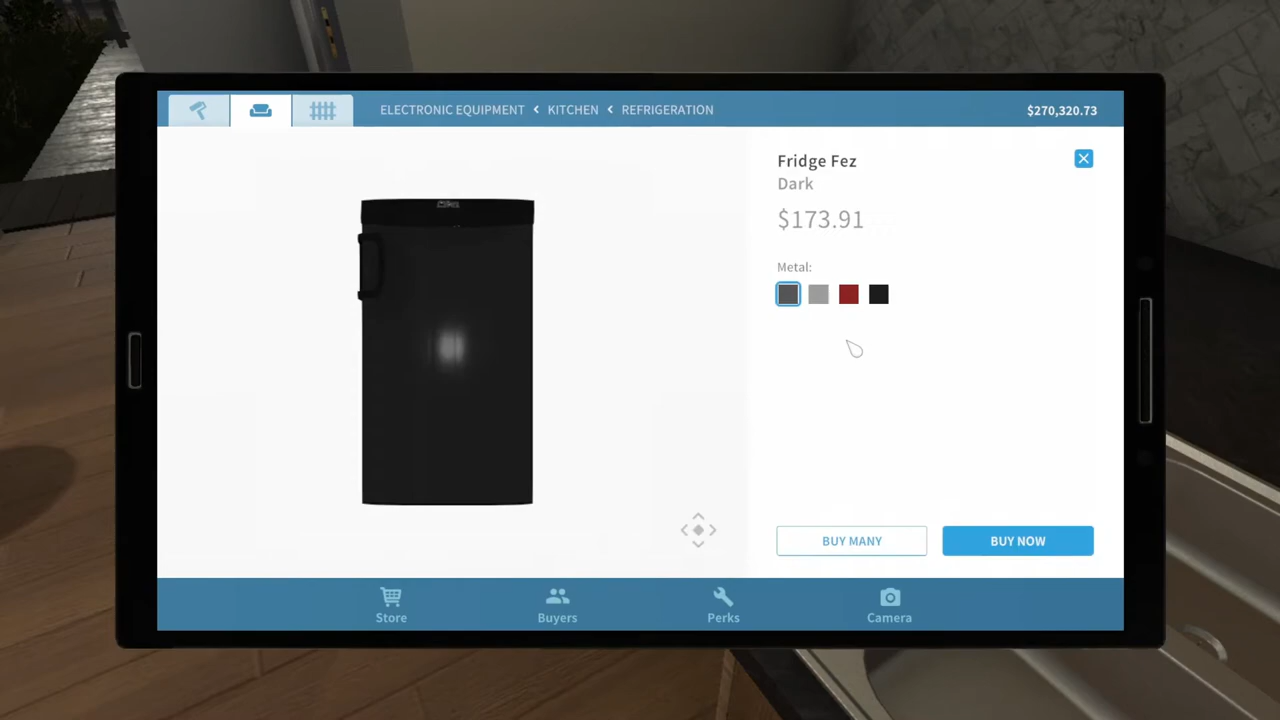 ELECTRONIC EQUIPMENT < KITCHEN < REFRIGERATION
$270,320.73
Fridge Fez
Dark
$173.91
Metal:
BUY MANY
BUY NOW
Store
Buyers
Perks
Camera